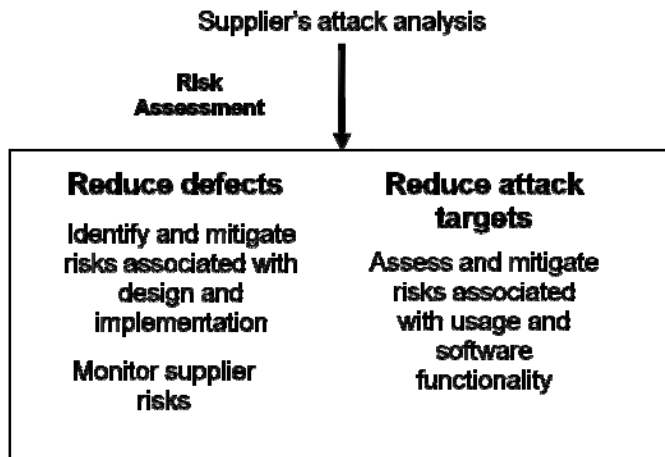 Supplier's attack analysis
Risk
Assessment
Reduce defects
Identify and mitigate
risks associated with
design and
implementation
Monitor supplier
risks
Reduce attack
targets
Assess and mitigate
risks associated
with usage and
software
functionality